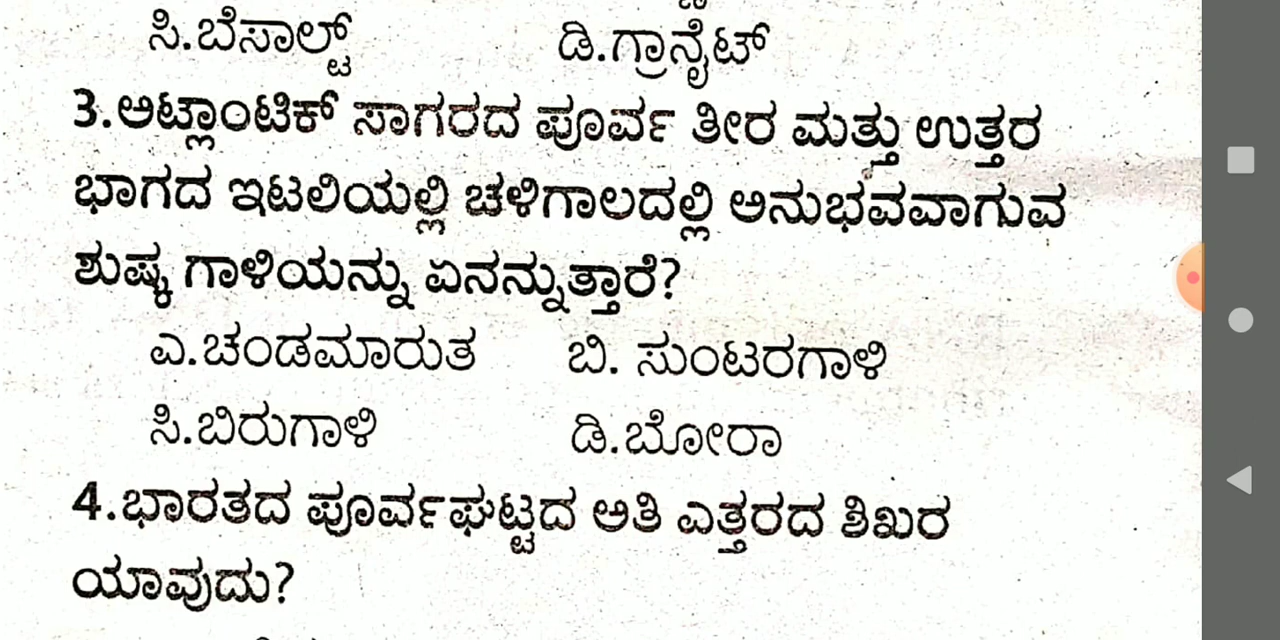 ಸಿ.ಬೆಸಾಲ್ಟ್ ಡಿ.ಗ್ರಾನೈಟ್
3.ಅಟ್ಲಾಂಟಿಕ್ ಸಾಗರದ ಪೂರ್ವ ತೀರ ಮತ್ತು ಉತ್ತರ
ಭಾಗದ ಇಟಲಿಯಲ್ಲಿ ಚಳಿಗಾಲದಲ್ಲಿ ಅನುಭವವಾಗುವ
ಶುಷ್ಕ ಗಾಳಿಯನ್ನು ಏನನ್ನುತ್ತಾರೆ?
ಎ.ಚಂಡಮಾರುತ ಬಿ. ಸುಂಟರಗಾಳಿ
ಸಿ.ಬಿರುಗಾಳಿ ಡಿ.ಬೋರಾ
4.ಭಾರತದ ಪೂರ್ವಘಟ್ಟದ ಅತಿ ಎತ್ತರದ ಶಿಖರ
ಯಾವುದು?